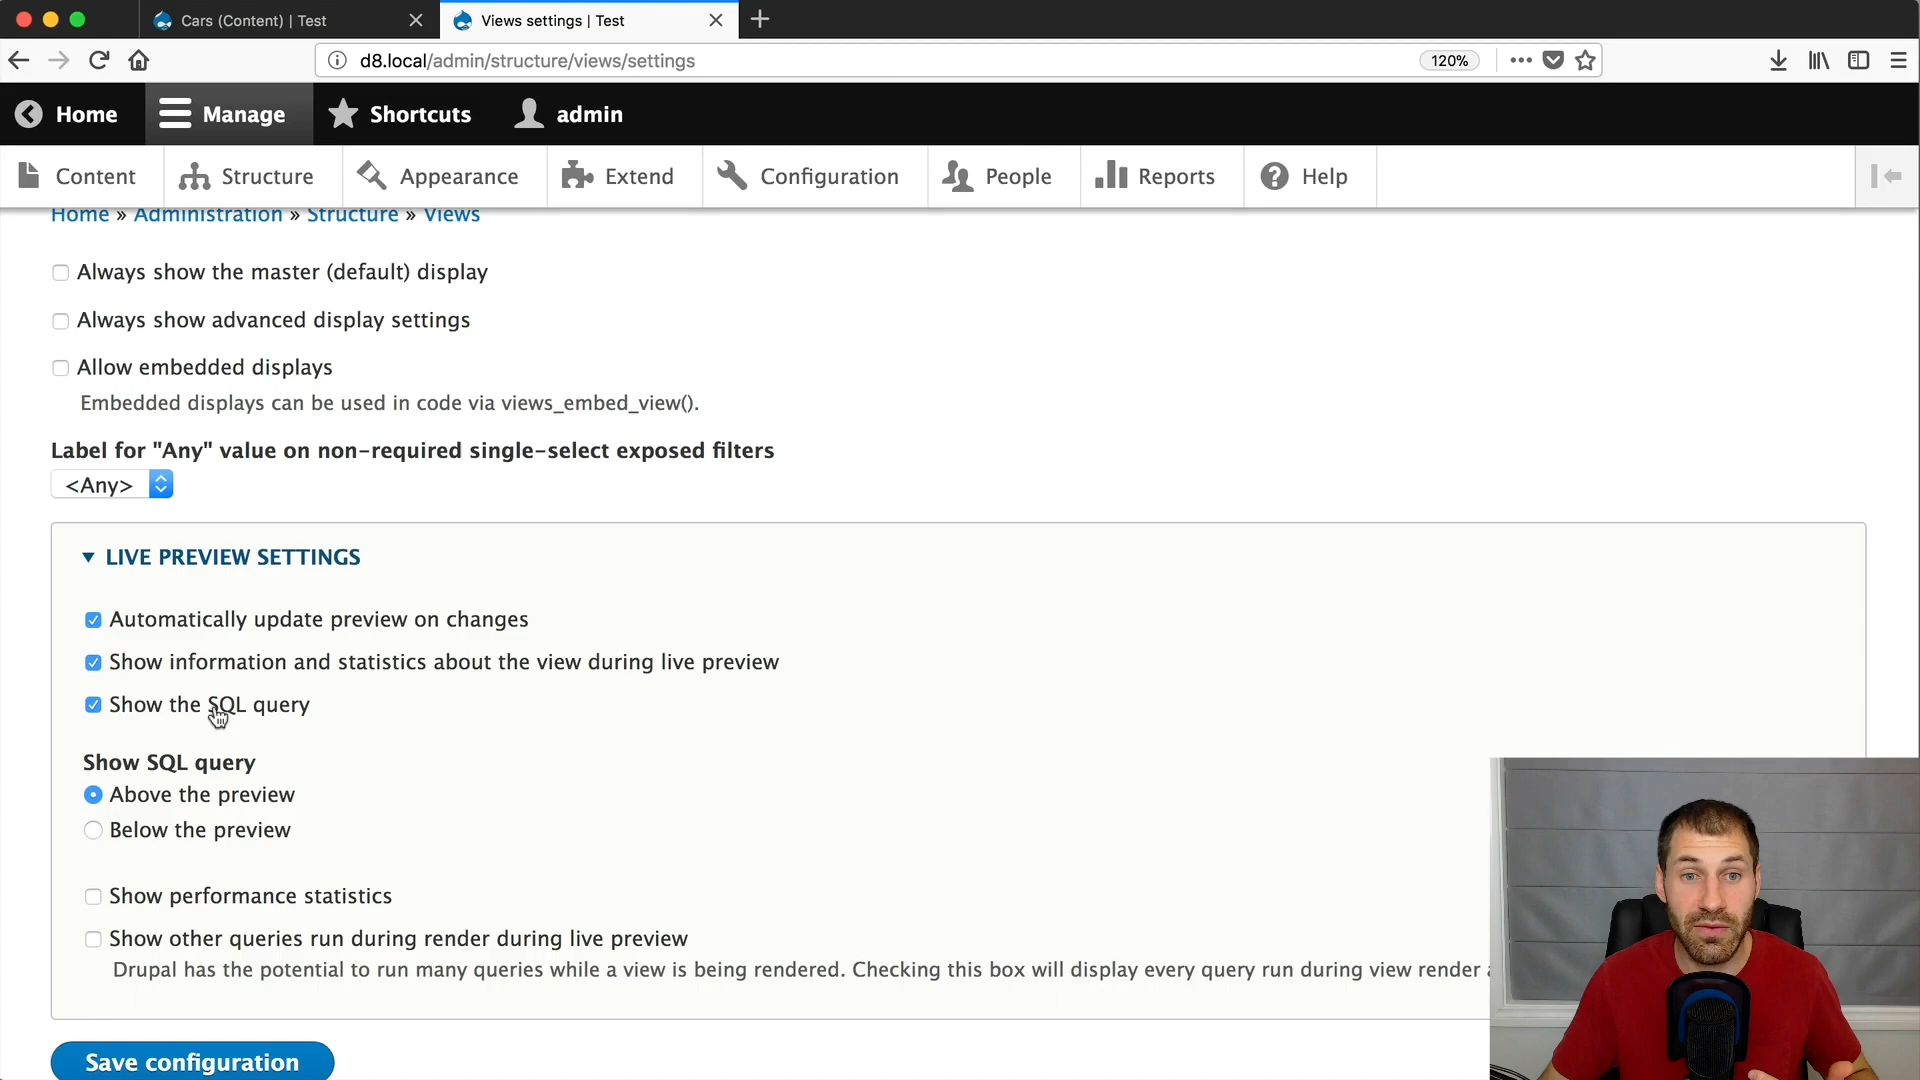 Cars (Content) | Test
Views settings | Test
d8.local/admin/structure/views/settings
120%
Home
Manage
Shortcuts
admin
Content
Structure
Appearance
Extend
Configuration
People
Reports
Help
Home » Administration » Structure » Views
Always show the master (default) display
Always show advanced display settings
Allow embedded displays
Embedded displays can be used in code via views_embed_view().
Label for "Any" value on non-required single-select exposed filters
<Any>
LIVE PREVIEW SETTINGS
Automatically update preview on changes
Show information and statistics about the view during live preview
Show the SQL query
Show SQL query
Above the preview
Below the preview
Show performance statistics
Show other queries run during render during live preview
Drupal has the potential to run many queries while a view is being rendered. Checking this box will display every query run during view render
Save configuration